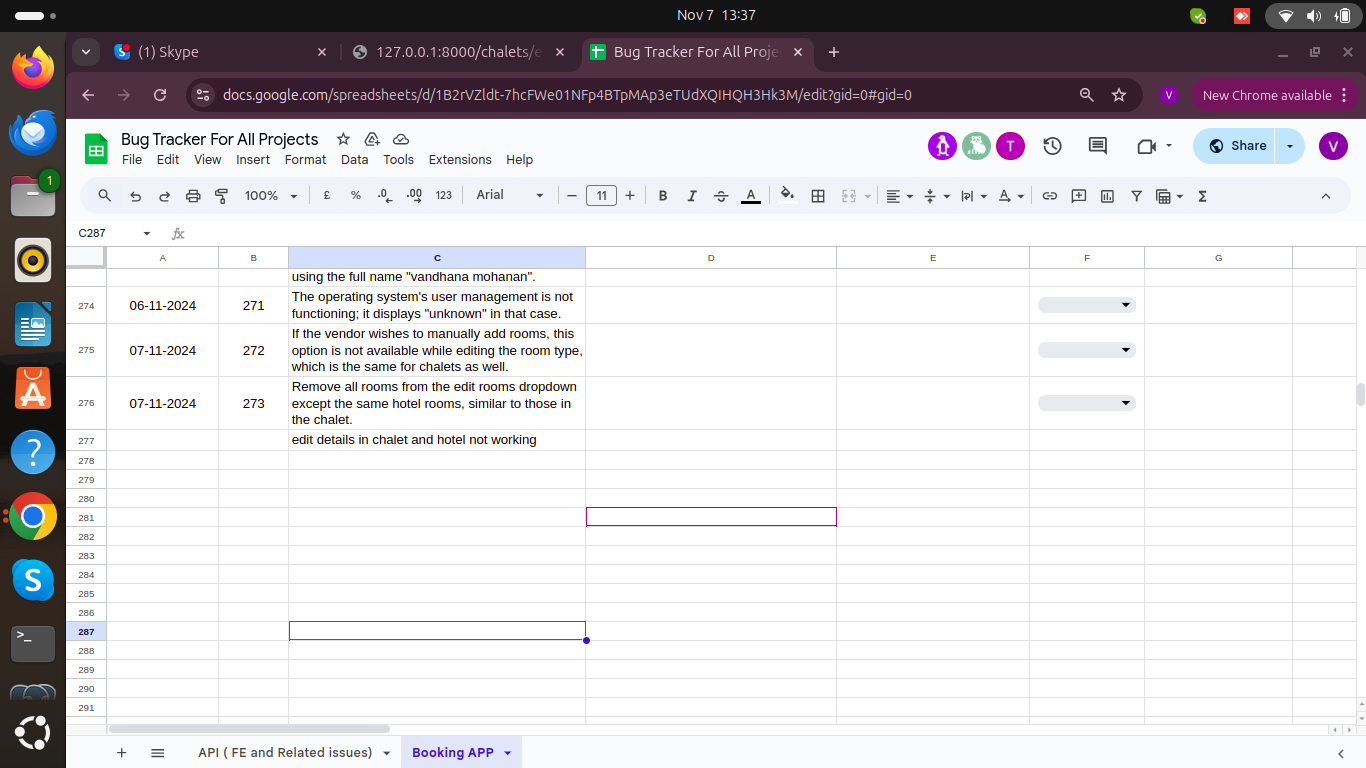 Nov 7 13:37
(1) Skype
127.0.0.1:8000/chalets/e
Bug Tracker For All Proje
docs.google.com/spreadsheets/d/1B2rVZldt-7hcFWe01NFp4BTpMAp3eTUdXQIHQH3Hk3M/edit?gid=0#gid=0
V
New Chrome available
1
Bug Tracker For All Projects
File Edit View Insert Format Data Tools Extensions Help
T
Share
V
100% £ % .0 .00 123 Arial 11 B I S A Σ
C287 fx
A B C D E F G
using the full name "vandhana mohanan".
274 06-11-2024 271 The operating system's user management is not
functioning; it displays "unknown" in that case.
275 07-11-2024 272 If the vendor wishes to manually add rooms, this
option is not available while editing the room type,
which is the same for chalets as well.
276 07-11-2024 273 Remove all rooms from the edit rooms dropdown
except the same hotel rooms, similar to those in
the chalet.
277 edit details in chalet and hotel not working
278
279
280
281
282
283
284
285
286
287
288
289
290
291
API ( FE and Related issues)
Booking APP